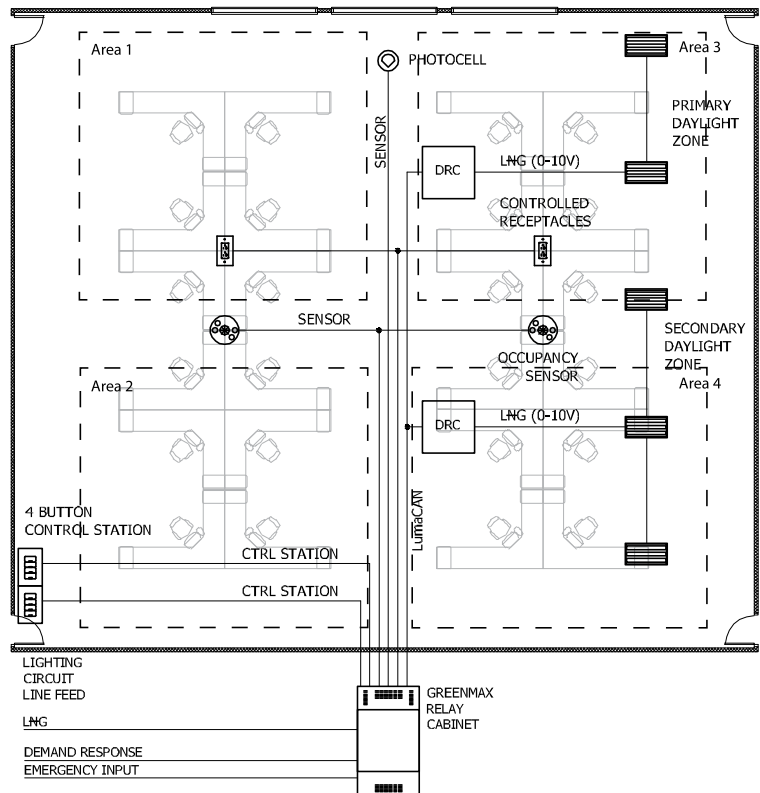 Area 1
Area 3
PHOTOCELL
SENSOR
PRIMARY
DAYLIGHT
ZONE
DRC
LNG (0-10V)
CONTROLLED
RECEPTACLES
SENSOR
SECONDARY
DAYLIGHT
ZONE
OCCUPANCY
SENSOR
Area 2
Area 4
DRC
LNG (0-10V)
LumaCAN
4 BUTTON
CONTROL STATION
CTRL STATION
CTRL STATION
LIGHTING
CIRCUIT
LINE FEED
GREENMAX
RELAY
CABINET
LNG
DEMAND RESPONSE
EMERGENCY INPUT